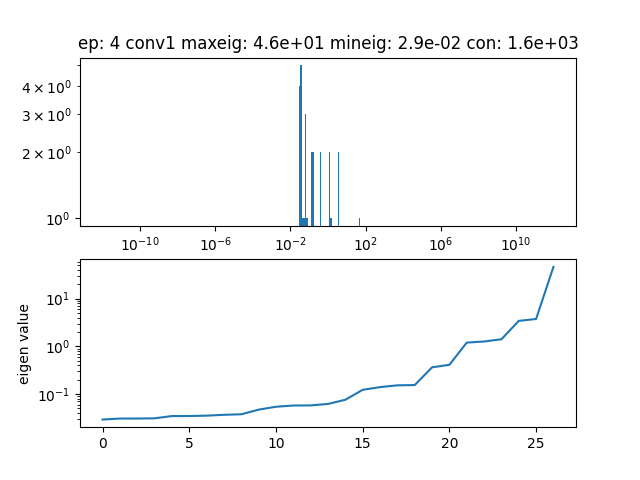 ep: 4 conv1 maxeig: 4.6e+01 mineig: 2.9e-02 con: 1.6e+03
4 × 10⁰
3 × 10⁰
2 × 10⁰
10⁰
10⁻¹⁰ 10⁻⁶ 10⁻² 10² 10⁶ 10¹⁰
eigen value
10¹
10⁰
10⁻¹
0 5 10 15 20 25